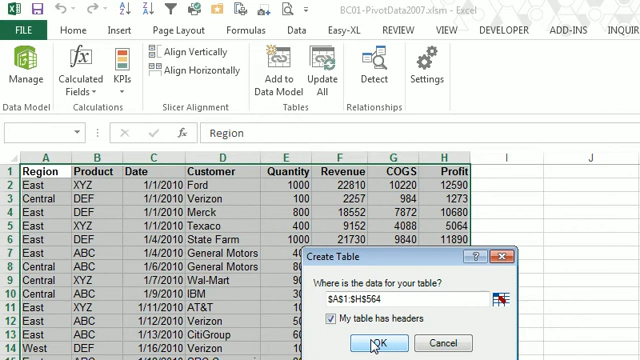 BC01-PivotData2007.xlsm - Excel
FILE Home Insert Page Layout Formulas Data Easy-XL REVIEW VIEW DEVELOPER ADD-INS INQUIR
Manage
Calculated
Fields
KPIs
Align Vertically
Align Horizontally
Add to
Data Model
Update
All
Detect
Settings
Data Model Calculations Slicer Alignment Tables Relationships
fx Region
A B C D E F G H I J
1 Region Product Date Customer Quantity Revenue COGS Profit
2 East XYZ 1/1/2010 Ford 1000 22810 10220 12590
3 Central DEF 1/1/2010 Verizon 100 2257 984 1273
4 East DEF 1/1/2010 Merck 800 18552 7872 10680
5 East XYZ 1/1/2010 Texaco 400 9152 4088 5064
6 East DEF 1/4/2010 State Farm 1000 21730 9840 11890
7 East ABC 1/4/2010 General Motors
8 Central ABC 1/6/2010 General Motors
9 Central XYZ 1/7/2010 Wal-Mart
10 Central ABC 1/9/2010 IBM
11 East XYZ 1/11/2010 AT&T
12 East ABC 1/12/2010 Verizon
13 East ABC 1/13/2010 CitiGroup
14 West DEF
Create Table
Where is the data for your table?
$A$1:$H$564
My table has headers
OK Cancel